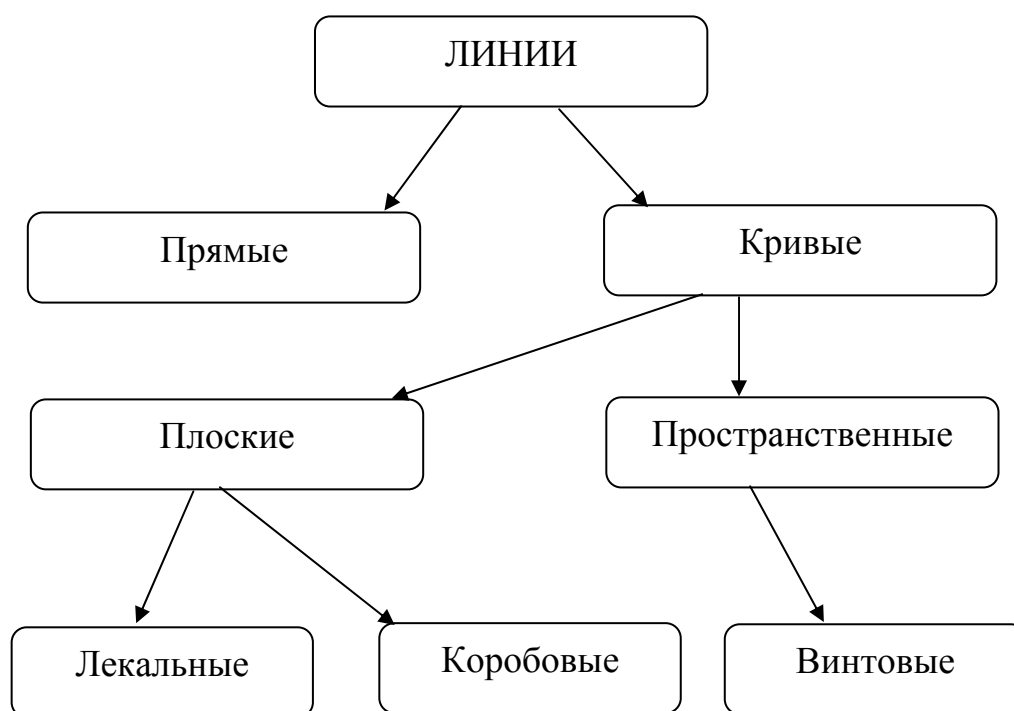 ЛИНИИ
Прямые
Кривые
Плоские
Пространственные
Лекальные
Коробовые
Винтовые